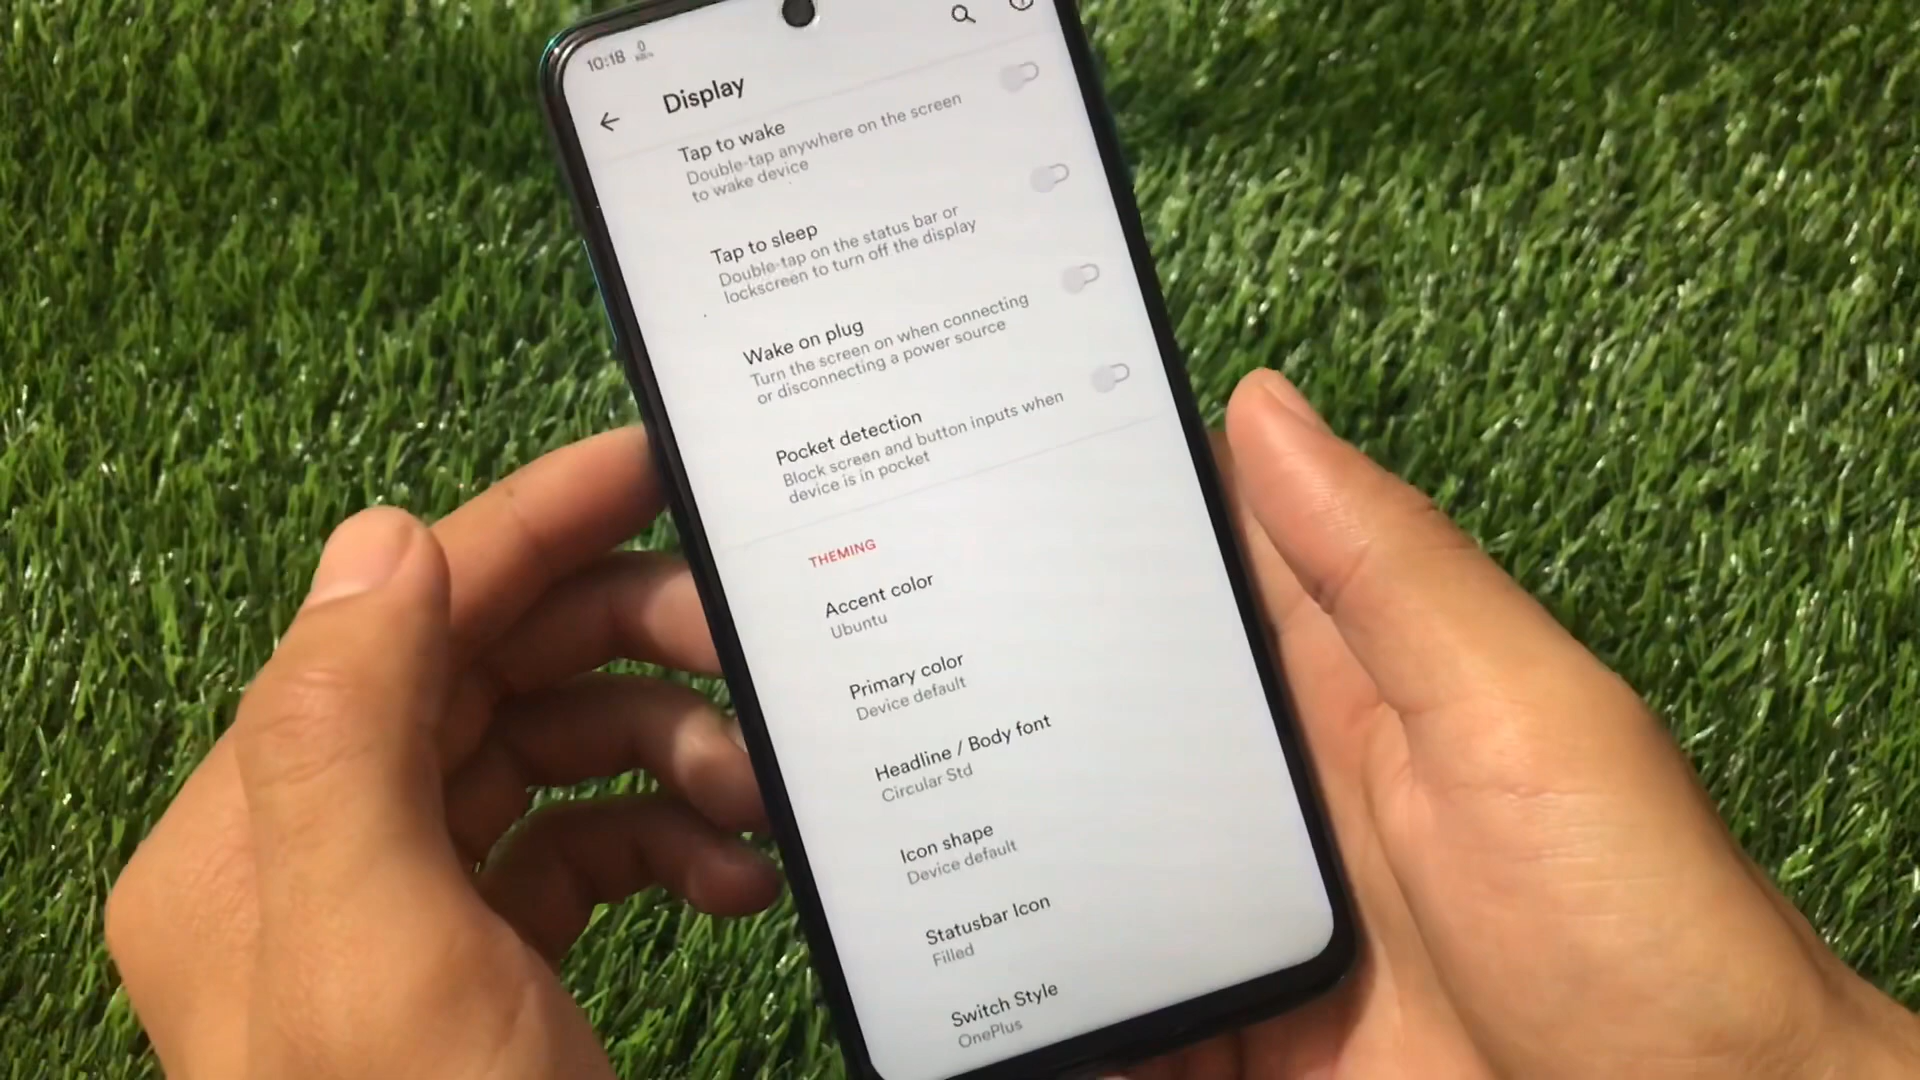 10:18 0
Display
Tap to wake
Double-tap anywhere on the screen
to wake device
Tap to sleep
Double-tap on the status bar or
lockscreen to turn off the display
Wake on plug
Turn the screen on when connecting
or disconnecting a power source
Pocket detection
Block screen and button inputs when
device is in pocket
THEMING
Accent color
Ubuntu
Primary color
Device default
Headline / Body font
Circular Std
Icon shape
Device default
Statusbar Icon
Filled
Switch Style
OnePlus